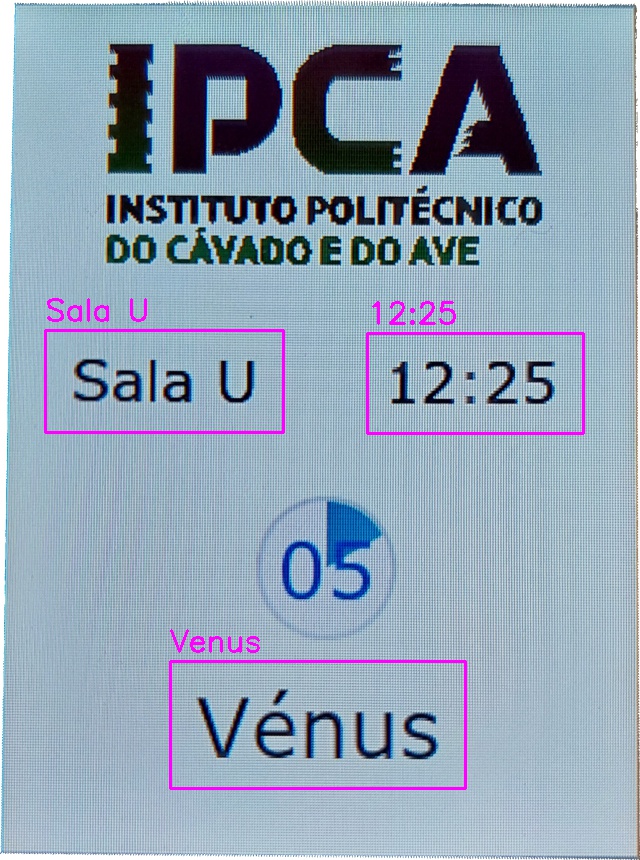 IPCA
INSTITUTO POLITÉCNICO
DO CÁVADO E DO AVE
Sala U 12:25
Sala U 12:25
05
Venus
Vénus